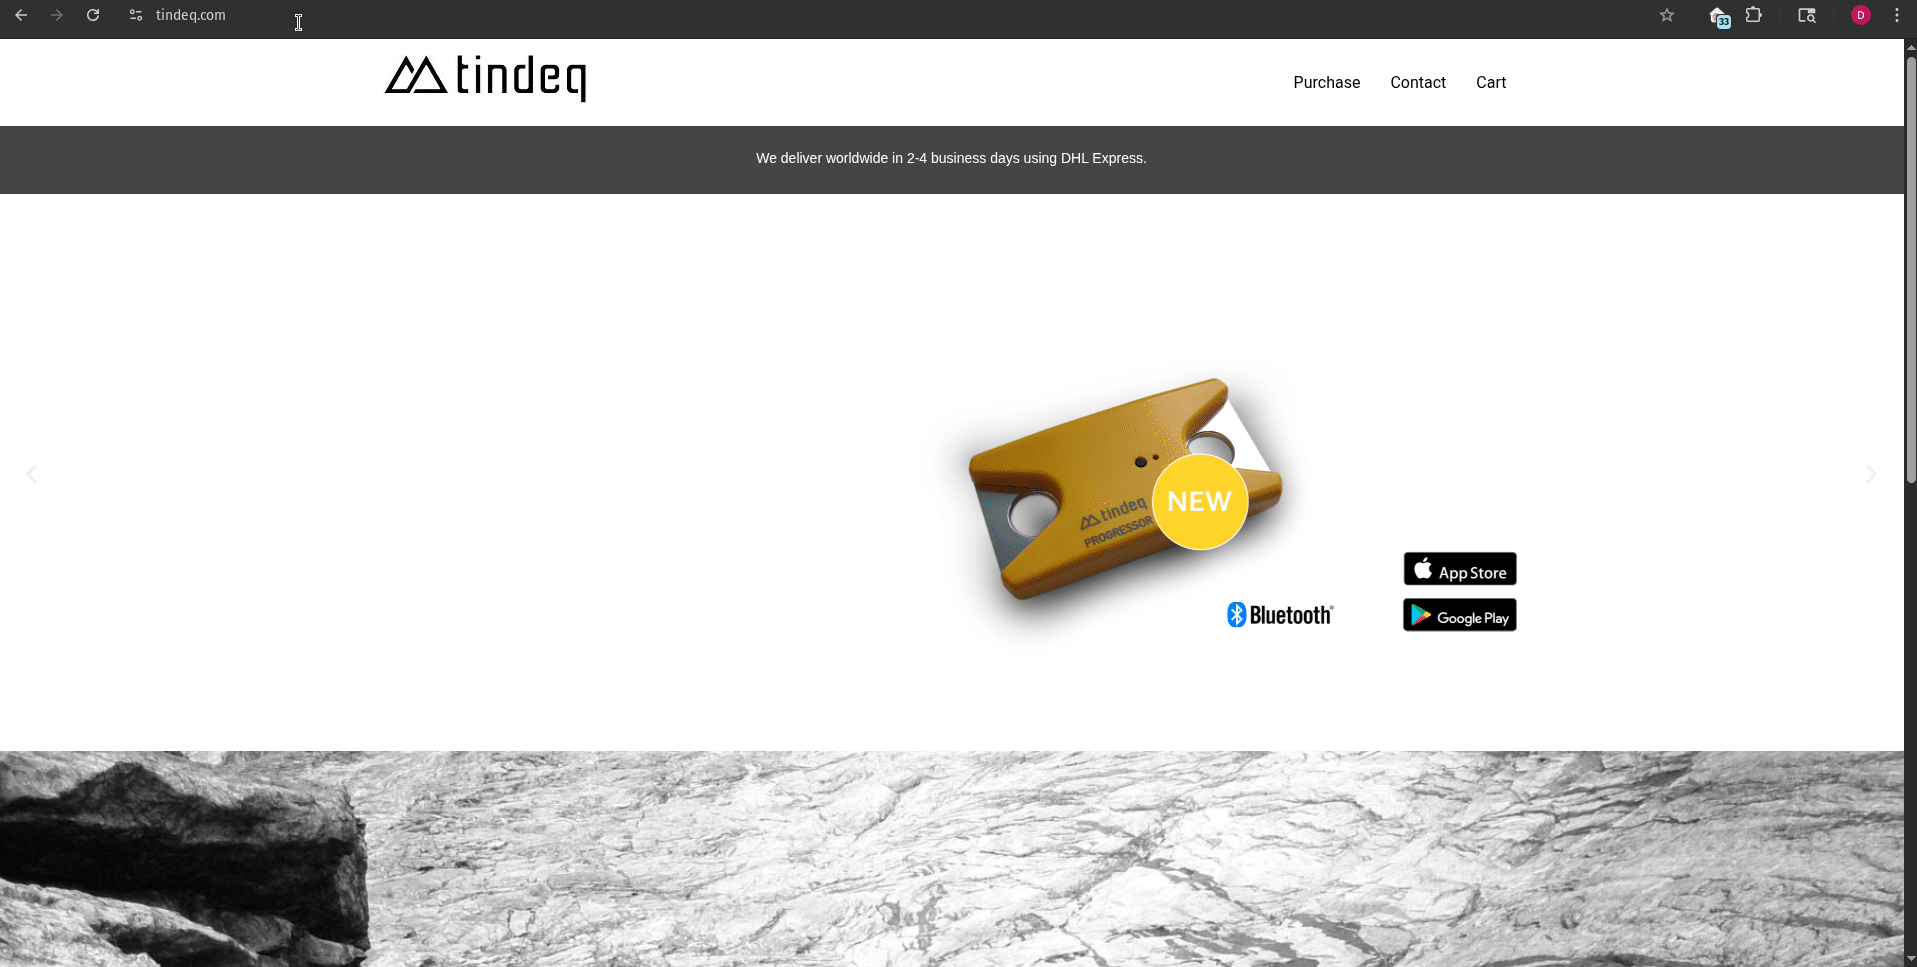 tindeq.com
33
D
tindeq
Purchase Contact Cart
We deliver worldwide in 2-4 business days using DHL Express.
tindeq
PROGRESSOR
NEW
App Store
Bluetooth®
Google Play